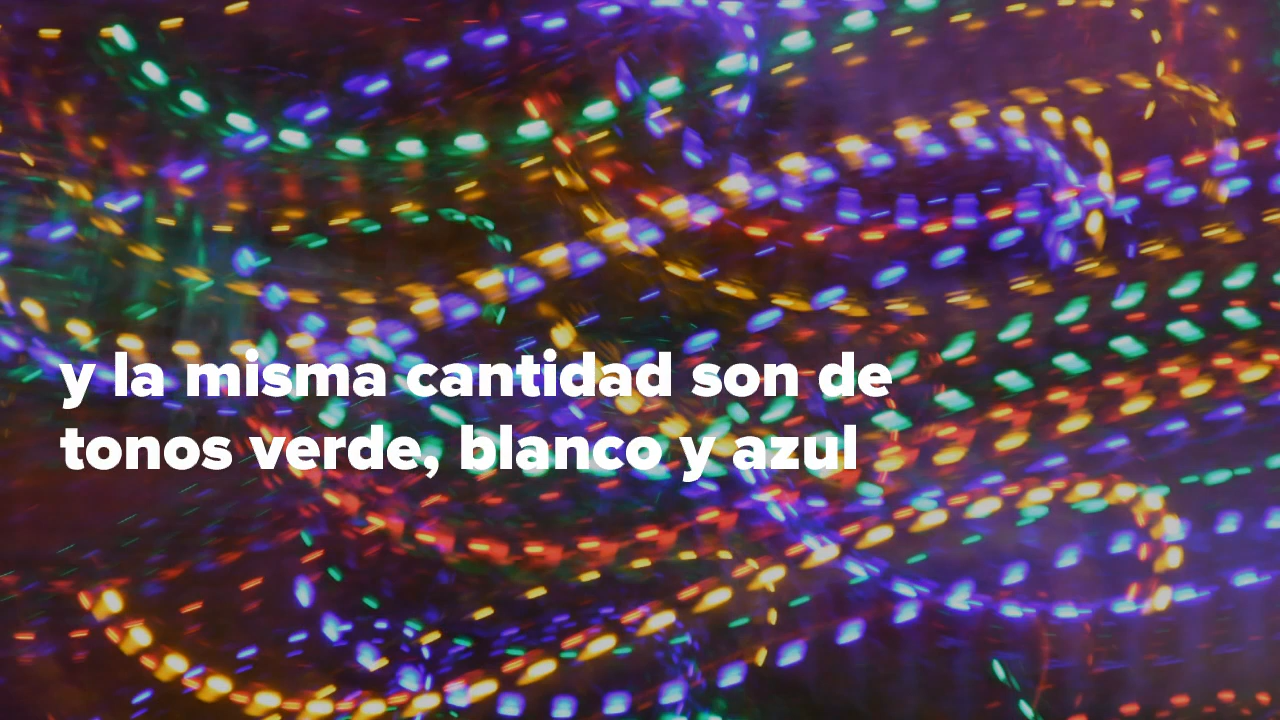 y la misma cantidad son de
tonos verde, blanco y azul